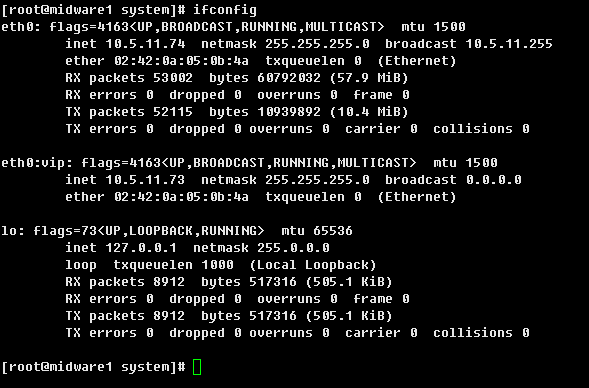 [root@midware1 system]# ifconfig
eth0: flags=4163<UP,BROADCAST,RUNNING,MULTICAST>  mtu 1500
        inet 10.5.11.74  netmask 255.255.255.0  broadcast 10.5.11.255
        ether 02:42:0a:05:0b:4a  txqueuelen 0  (Ethernet)
        RX packets 53002  bytes 60792032 (57.9 MiB)
        RX errors 0  dropped 0  overruns 0  frame 0
        TX packets 52115  bytes 10939892 (10.4 MiB)
        TX errors 0  dropped 0 overruns 0  carrier 0  collisions 0

eth0:vip: flags=4163<UP,BROADCAST,RUNNING,MULTICAST>  mtu 1500
        inet 10.5.11.73  netmask 255.255.255.0  broadcast 0.0.0.0
        ether 02:42:0a:05:0b:4a  txqueuelen 0  (Ethernet)

lo: flags=73<UP,LOOPBACK,RUNNING>  mtu 65536
        inet 127.0.0.1  netmask 255.0.0.0
        loop  txqueuelen 1000  (Local Loopback)
        RX packets 8912  bytes 517316 (505.1 KiB)
        RX errors 0  dropped 0  overruns 0  frame 0
        TX packets 8912  bytes 517316 (505.1 KiB)
        TX errors 0  dropped 0 overruns 0  carrier 0  collisions 0

[root@midware1 system]#